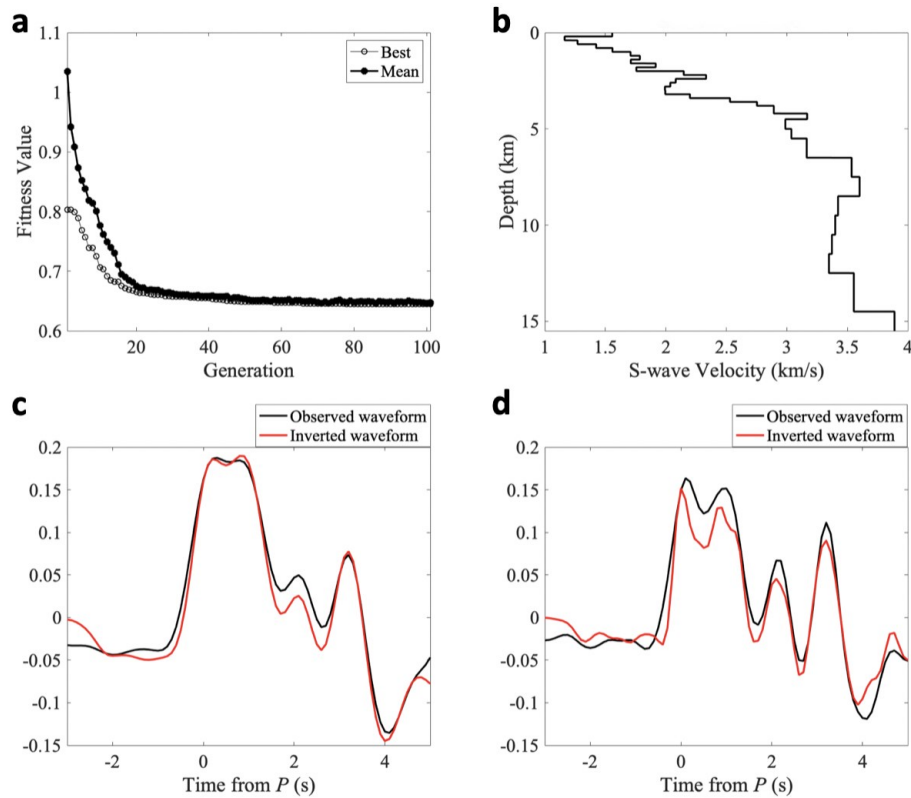 a
1.1
1
0.9
0.8
0.7
0.6
Fitness Value
20
40
60
80
100
Generation
Best
Mean
b
0
5
10
15
Depth (km)
1
1.5
2
2.5
3
3.5
4
S-wave Velocity (km/s)
c
Observed waveform
Inverted waveform
0.2
0.15
0.1
0.05
0
-0.05
-0.1
-0.15
-2
0
2
4
Time from P (s)
d
Observed waveform
Inverted waveform
0.2
0.15
0.1
0.05
0
-0.05
-0.1
-0.15
-2
0
2
4
Time from P (s)